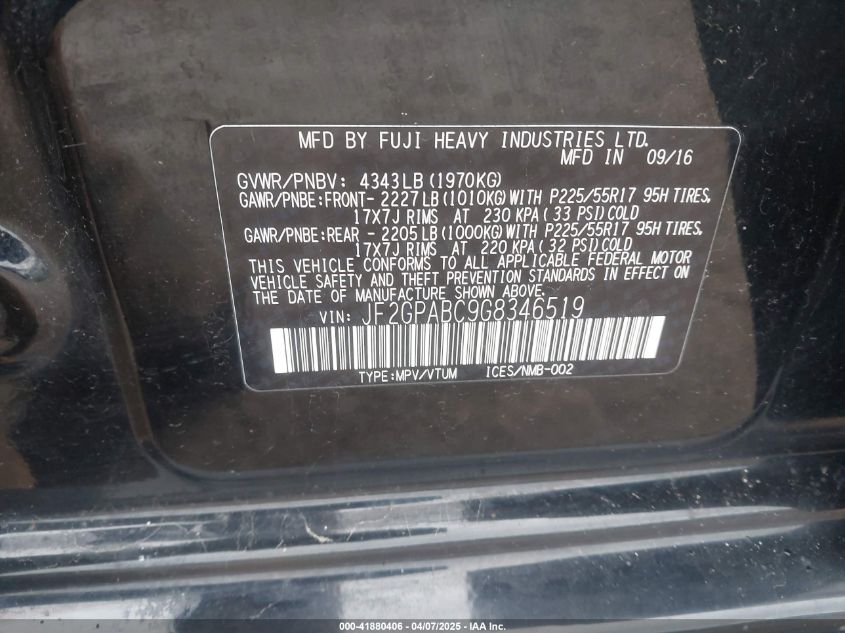 MFD BY FUJI HEAVY INDUSTRIES LTD.
MFD IN 09/16
GVWR/PNBV: 4343LB(1970KG)
GAWR/PNBE:FRONT- 2227LB(1010KG)WITH P225/55R17 95H TIRES,
17X7J RIMS AT 230 KPA( 33 PSI)COLD
GAWR/PNBE:REAR - 2205LB(1000KG)WITH P225/55R17 95H TIRES,
17X7J RIMS AT 220 KPA( 32 PSI)COLD
THIS VEHICLE CONFORMS TO ALL APPLICABLE FEDERAL MOTOR
VEHICLE SAFETY AND THEFT PREVENTION STANDARDS IN EFFECT ON
THE DATE OF MANUFACTURE SHOWN ABOVE.
VIN: JF2GPABC9G8346519
TYPE:MPV/VTUM ICES/NMB-002
000-41880406 - 04/07/2025 - IAA Inc.